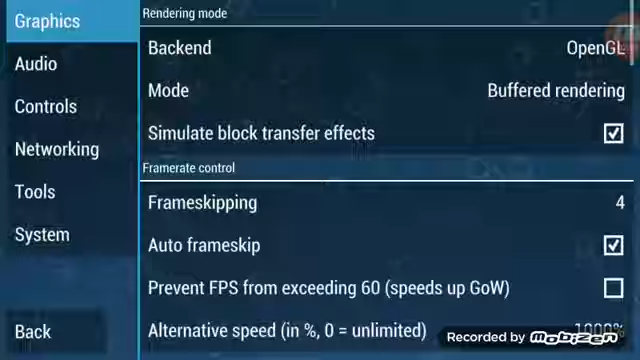 Graphics
Audio
Controls
Networking
Tools
System
Back
Rendering mode
Backend OpenGL
Mode Buffered rendering
Simulate block transfer effects
Framerate control
Frameskipping 4
Auto frameskip
Prevent FPS from exceeding 60 (speeds up GoW)
Alternative speed (in %, 0 = unlimited) 1000%
Recorded by mobizen